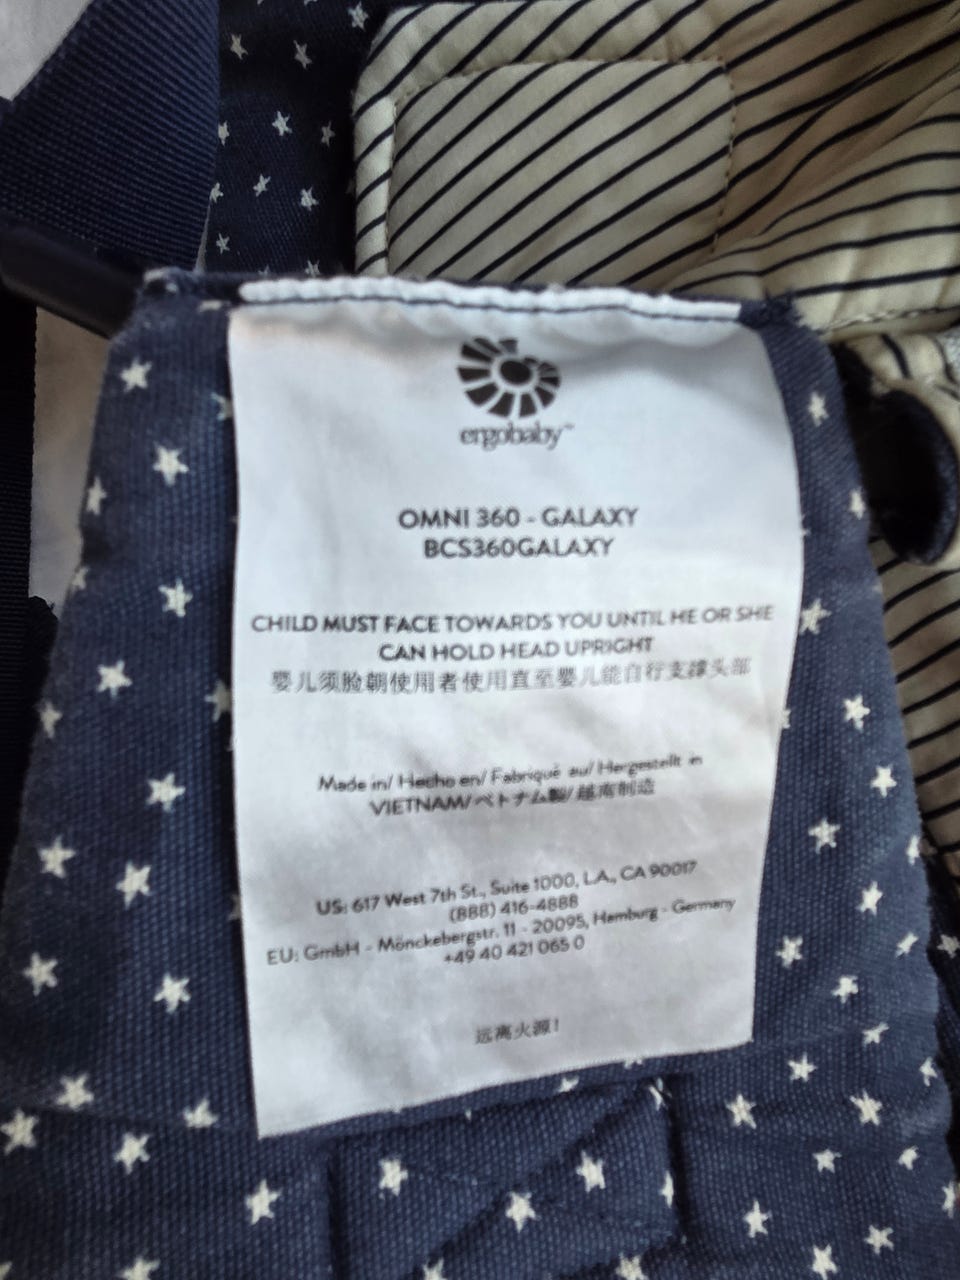 ergobaby™
OMNI 360 - GALAXY
BCS360GALAXY
CHILD MUST FACE TOWARDS YOU UNTIL HE OR SHE
CAN HOLD HEAD UPRIGHT
婴儿须脸朝使用者使用直至婴儿能自行支撑头部
Made in/ Hecho en/ Fabriqué au/ Hergestellt in
VIETNAM/ベトナム製/越南制造
US: 617 West 7th St., Suite 1000, L.A., CA 90017
(888) 416-4888
EU: GmbH - Mönckebergstr. 11 - 20095, Hamburg - Germany
+49 40 421 065 0
远离火源!